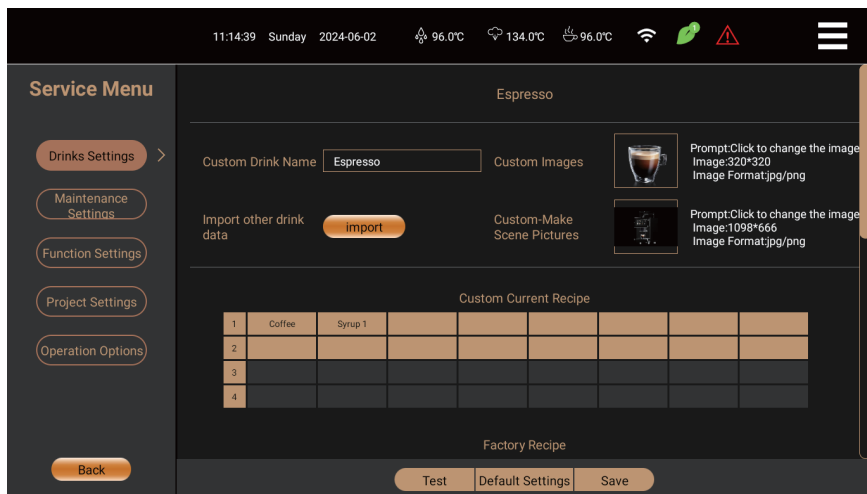 11:14:39 Sunday 2024-06-02 96.0℃ 134.0℃ 96.0℃ 1
Service Menu
Espresso
Drinks Settings
Custom Drink Name Espresso Custom Images
Prompt:Click to change the image
Image:320*320
Image Format:jpg/png
Maintenance
Settings
Import other drink
data
import
Custom-Make
Scene Pictures
Prompt:Click to change the image
Image:1098*666
Image Format:jpg/png
Function Settings
Project Settings
Operation Options
Custom Current Recipe
1 Coffee Syrup 1
2
3
4
Factory Recipe
Back
Test Default Settings Save